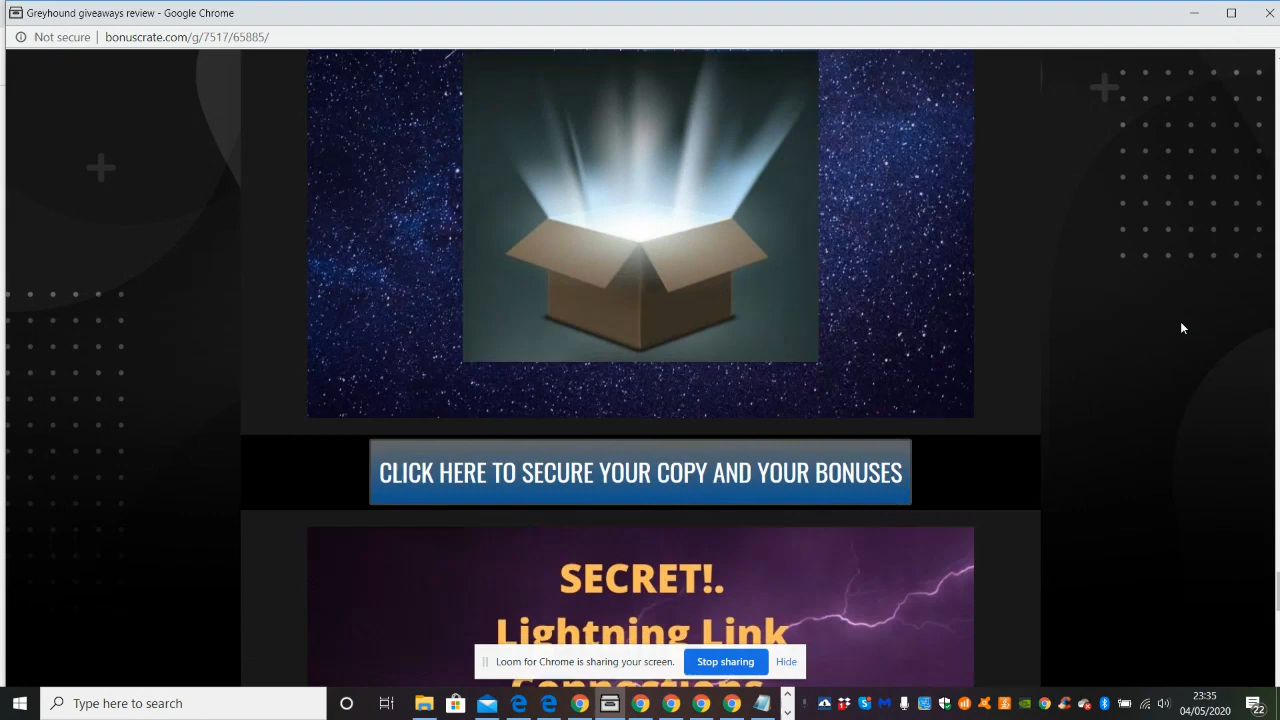 Greyhound giveaways review - Google Chrome
Not secure | bonuscrate.com/g/7517/65885/
CLICK HERE TO SECURE YOUR COPY AND YOUR BONUSES
SECRET!.
Lightning Link
Connections
Loom for Chrome is sharing your screen. Stop sharing Hide
Type here to search
23:35
04/05/2020
22